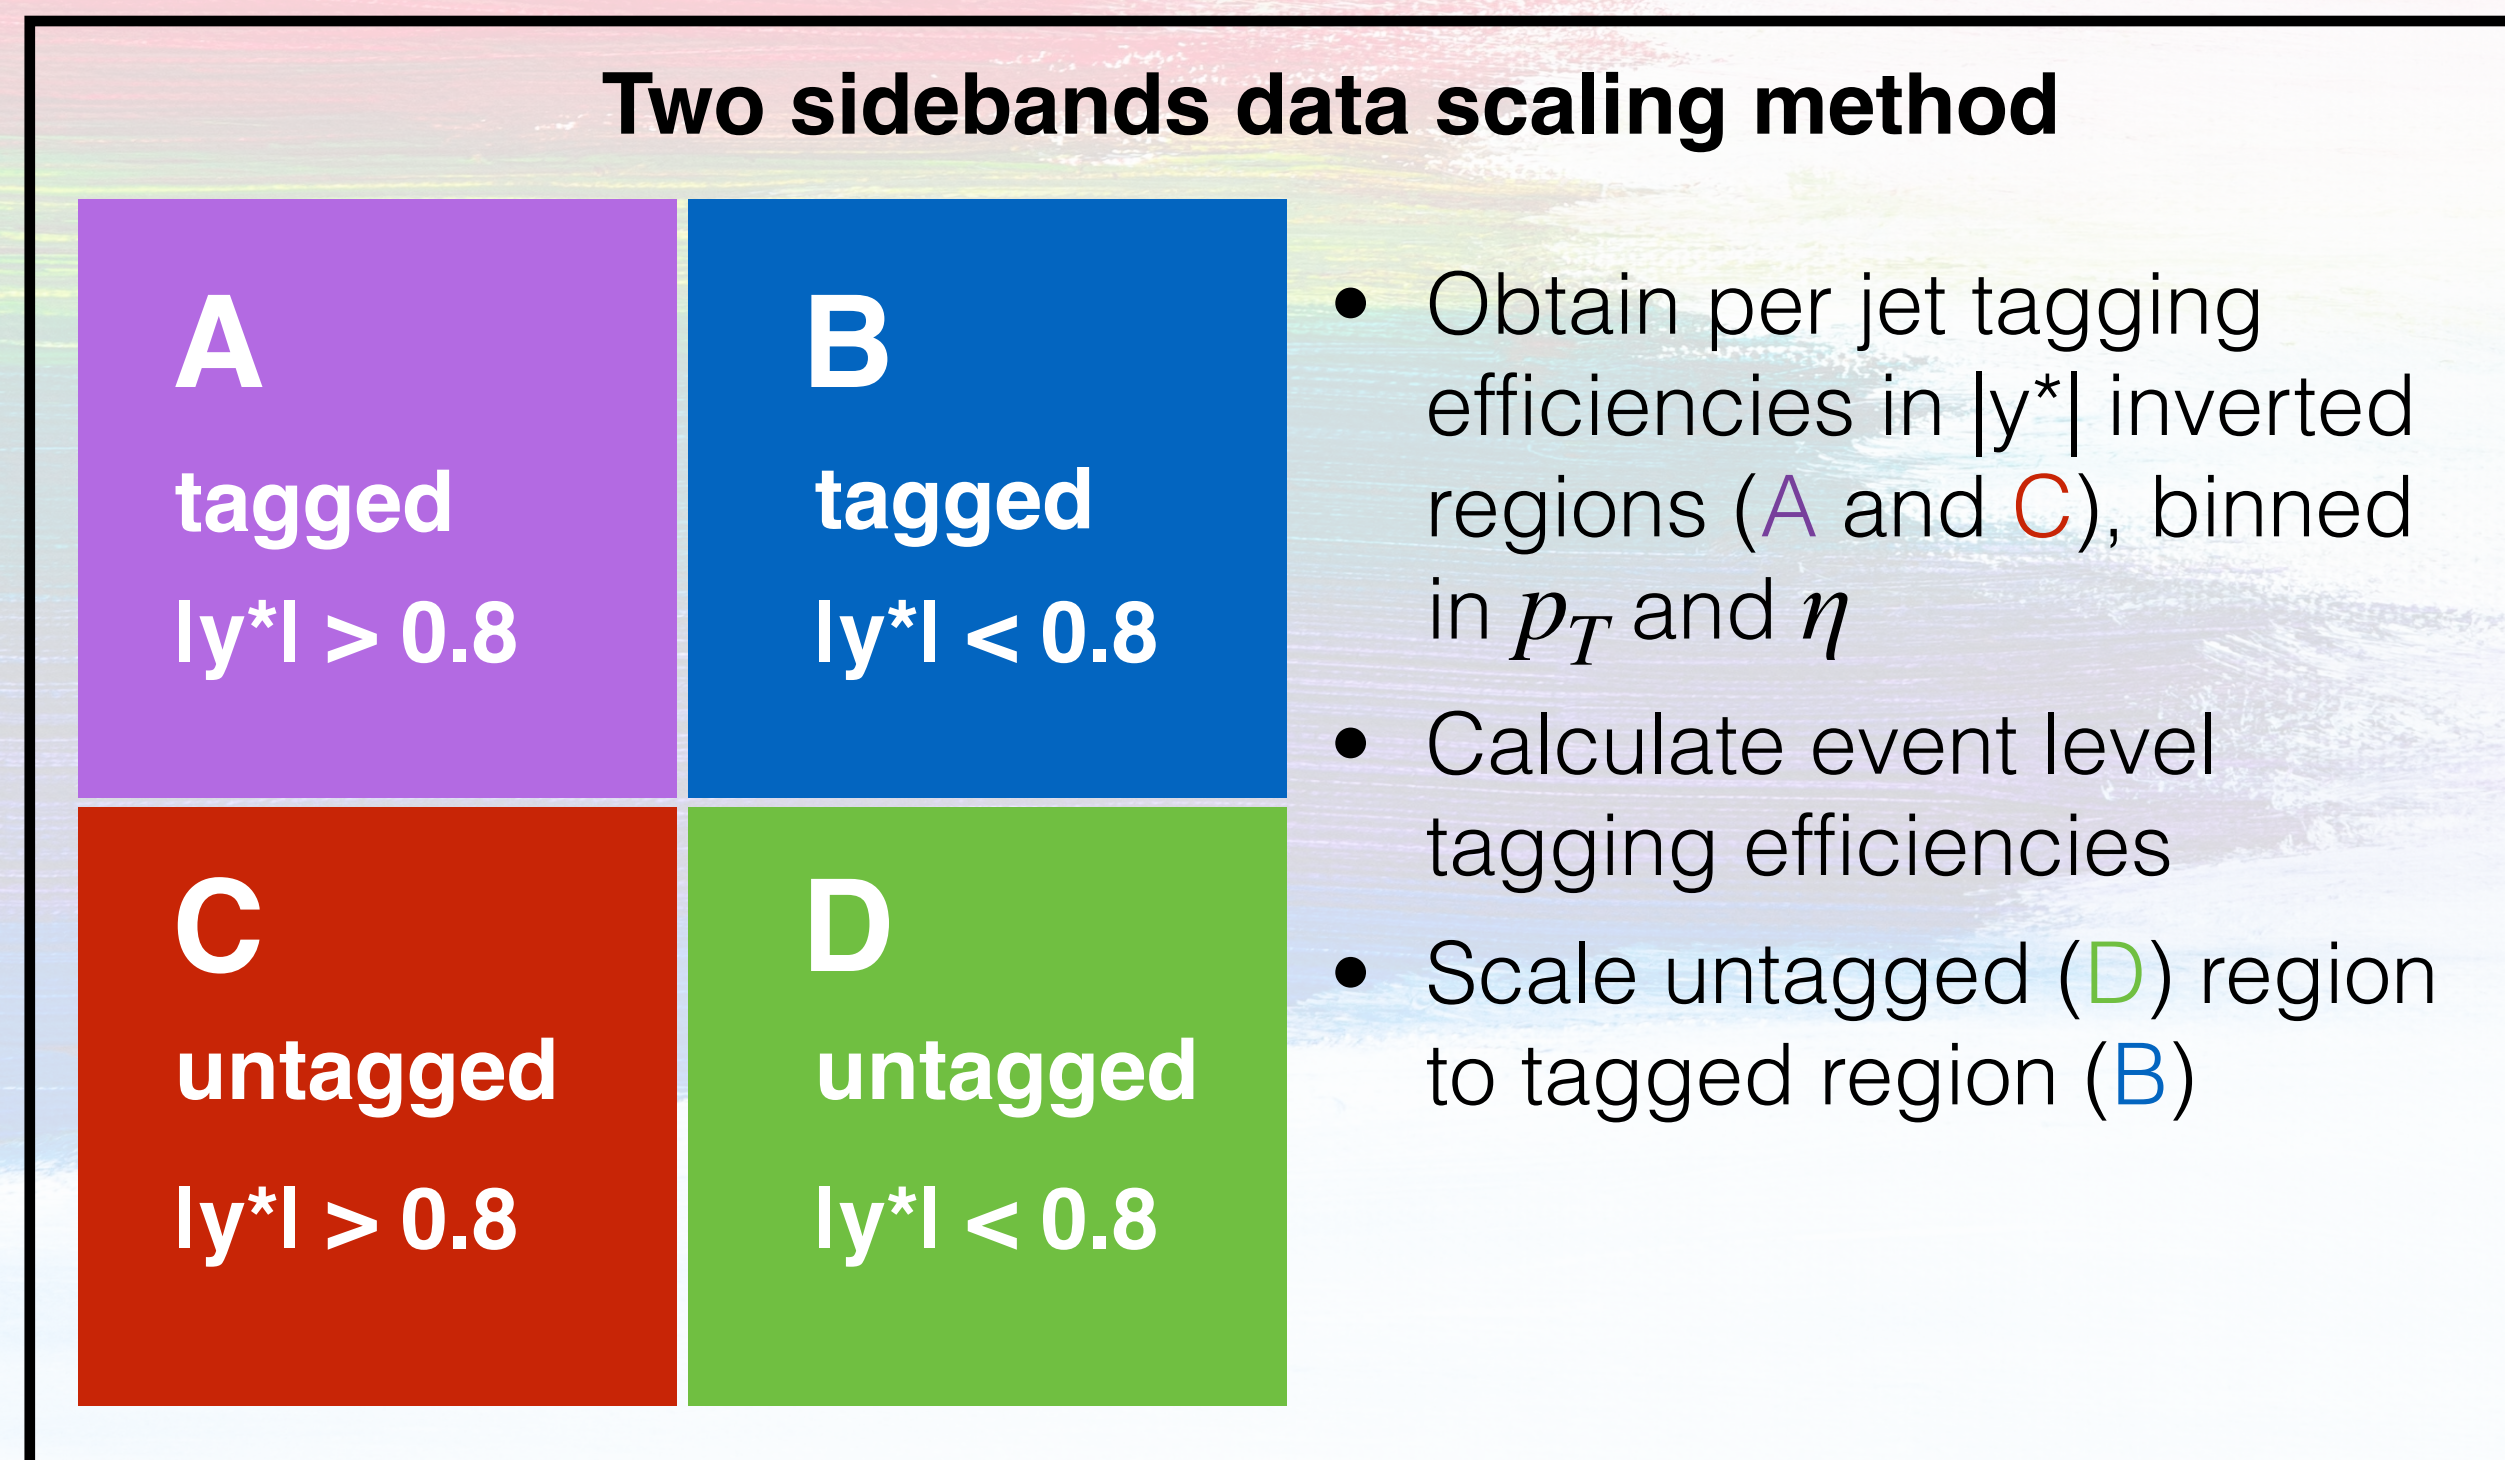 Two sidebands data scaling method
A
tagged
|y*| > 0.8
B
tagged
|y*| < 0.8
C
untagged
|y*| > 0.8
D
untagged
|y*| < 0.8
• Obtain per jet tagging
efficiencies in |y*| inverted
regions (A and C), binned
in p_T and η
• Calculate event level
tagging efficiencies
• Scale untagged (D) region
to tagged region (B)